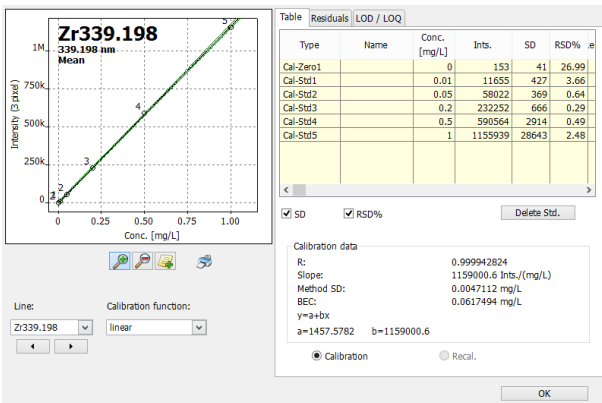 Zr339.198
339.198 nm
Mean
Intensity (3 pixel)
1M
750k
500k
250k
0
1
2
3
4
5
0
0.25
0.50
0.75
1.00
Conc. [mg/L]
Line:
Calibration function:
Zr339.198
linear
Table
Residuals
LOD / LOQ
Type Name Conc. [mg/L] Ints. SD RSD%
Cal-Zero1 0 153 41 26.99
Cal-Std1 0.01 11655 427 3.66
Cal-Std2 0.05 58022 369 0.64
Cal-Std3 0.2 232252 666 0.29
Cal-Std4 0.5 590564 2914 0.49
Cal-Std5 1 1155939 28643 2.48
SD
RSD%
Delete Std.
Calibration data
R: 0.999942824
Slope: 1159000.6 Ints./(mg/L)
Method SD: 0.0047112 mg/L
BEC: 0.0617494 mg/L
y=a+bx
a=1457.5782 b=1159000.6
Calibration
Recal.
OK